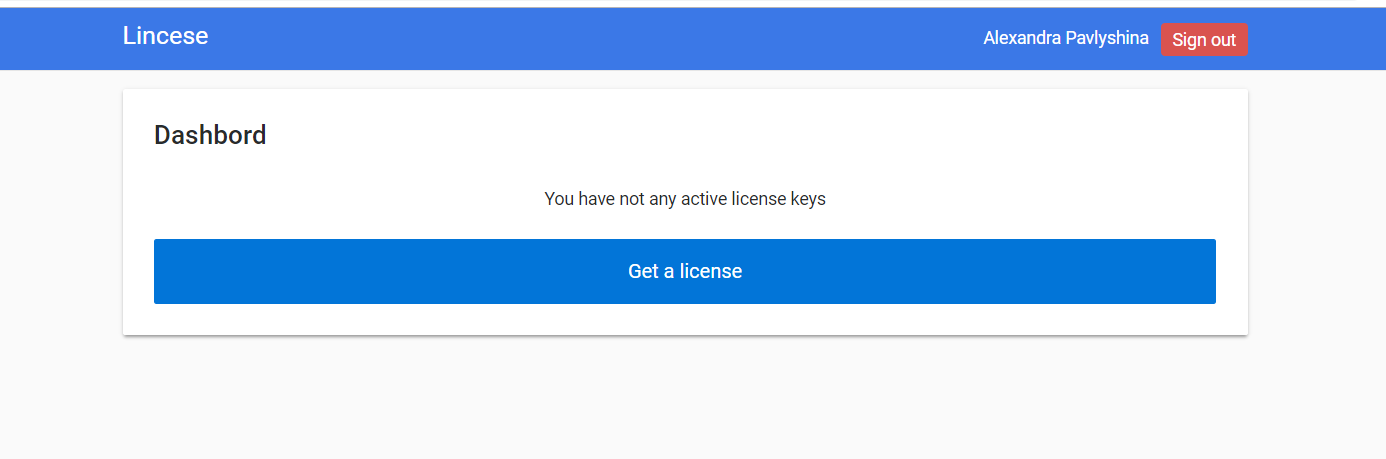 Lincese
Alexandra Pavlyshina
Sign out
Dashbord
You have not any active license keys
Get a license